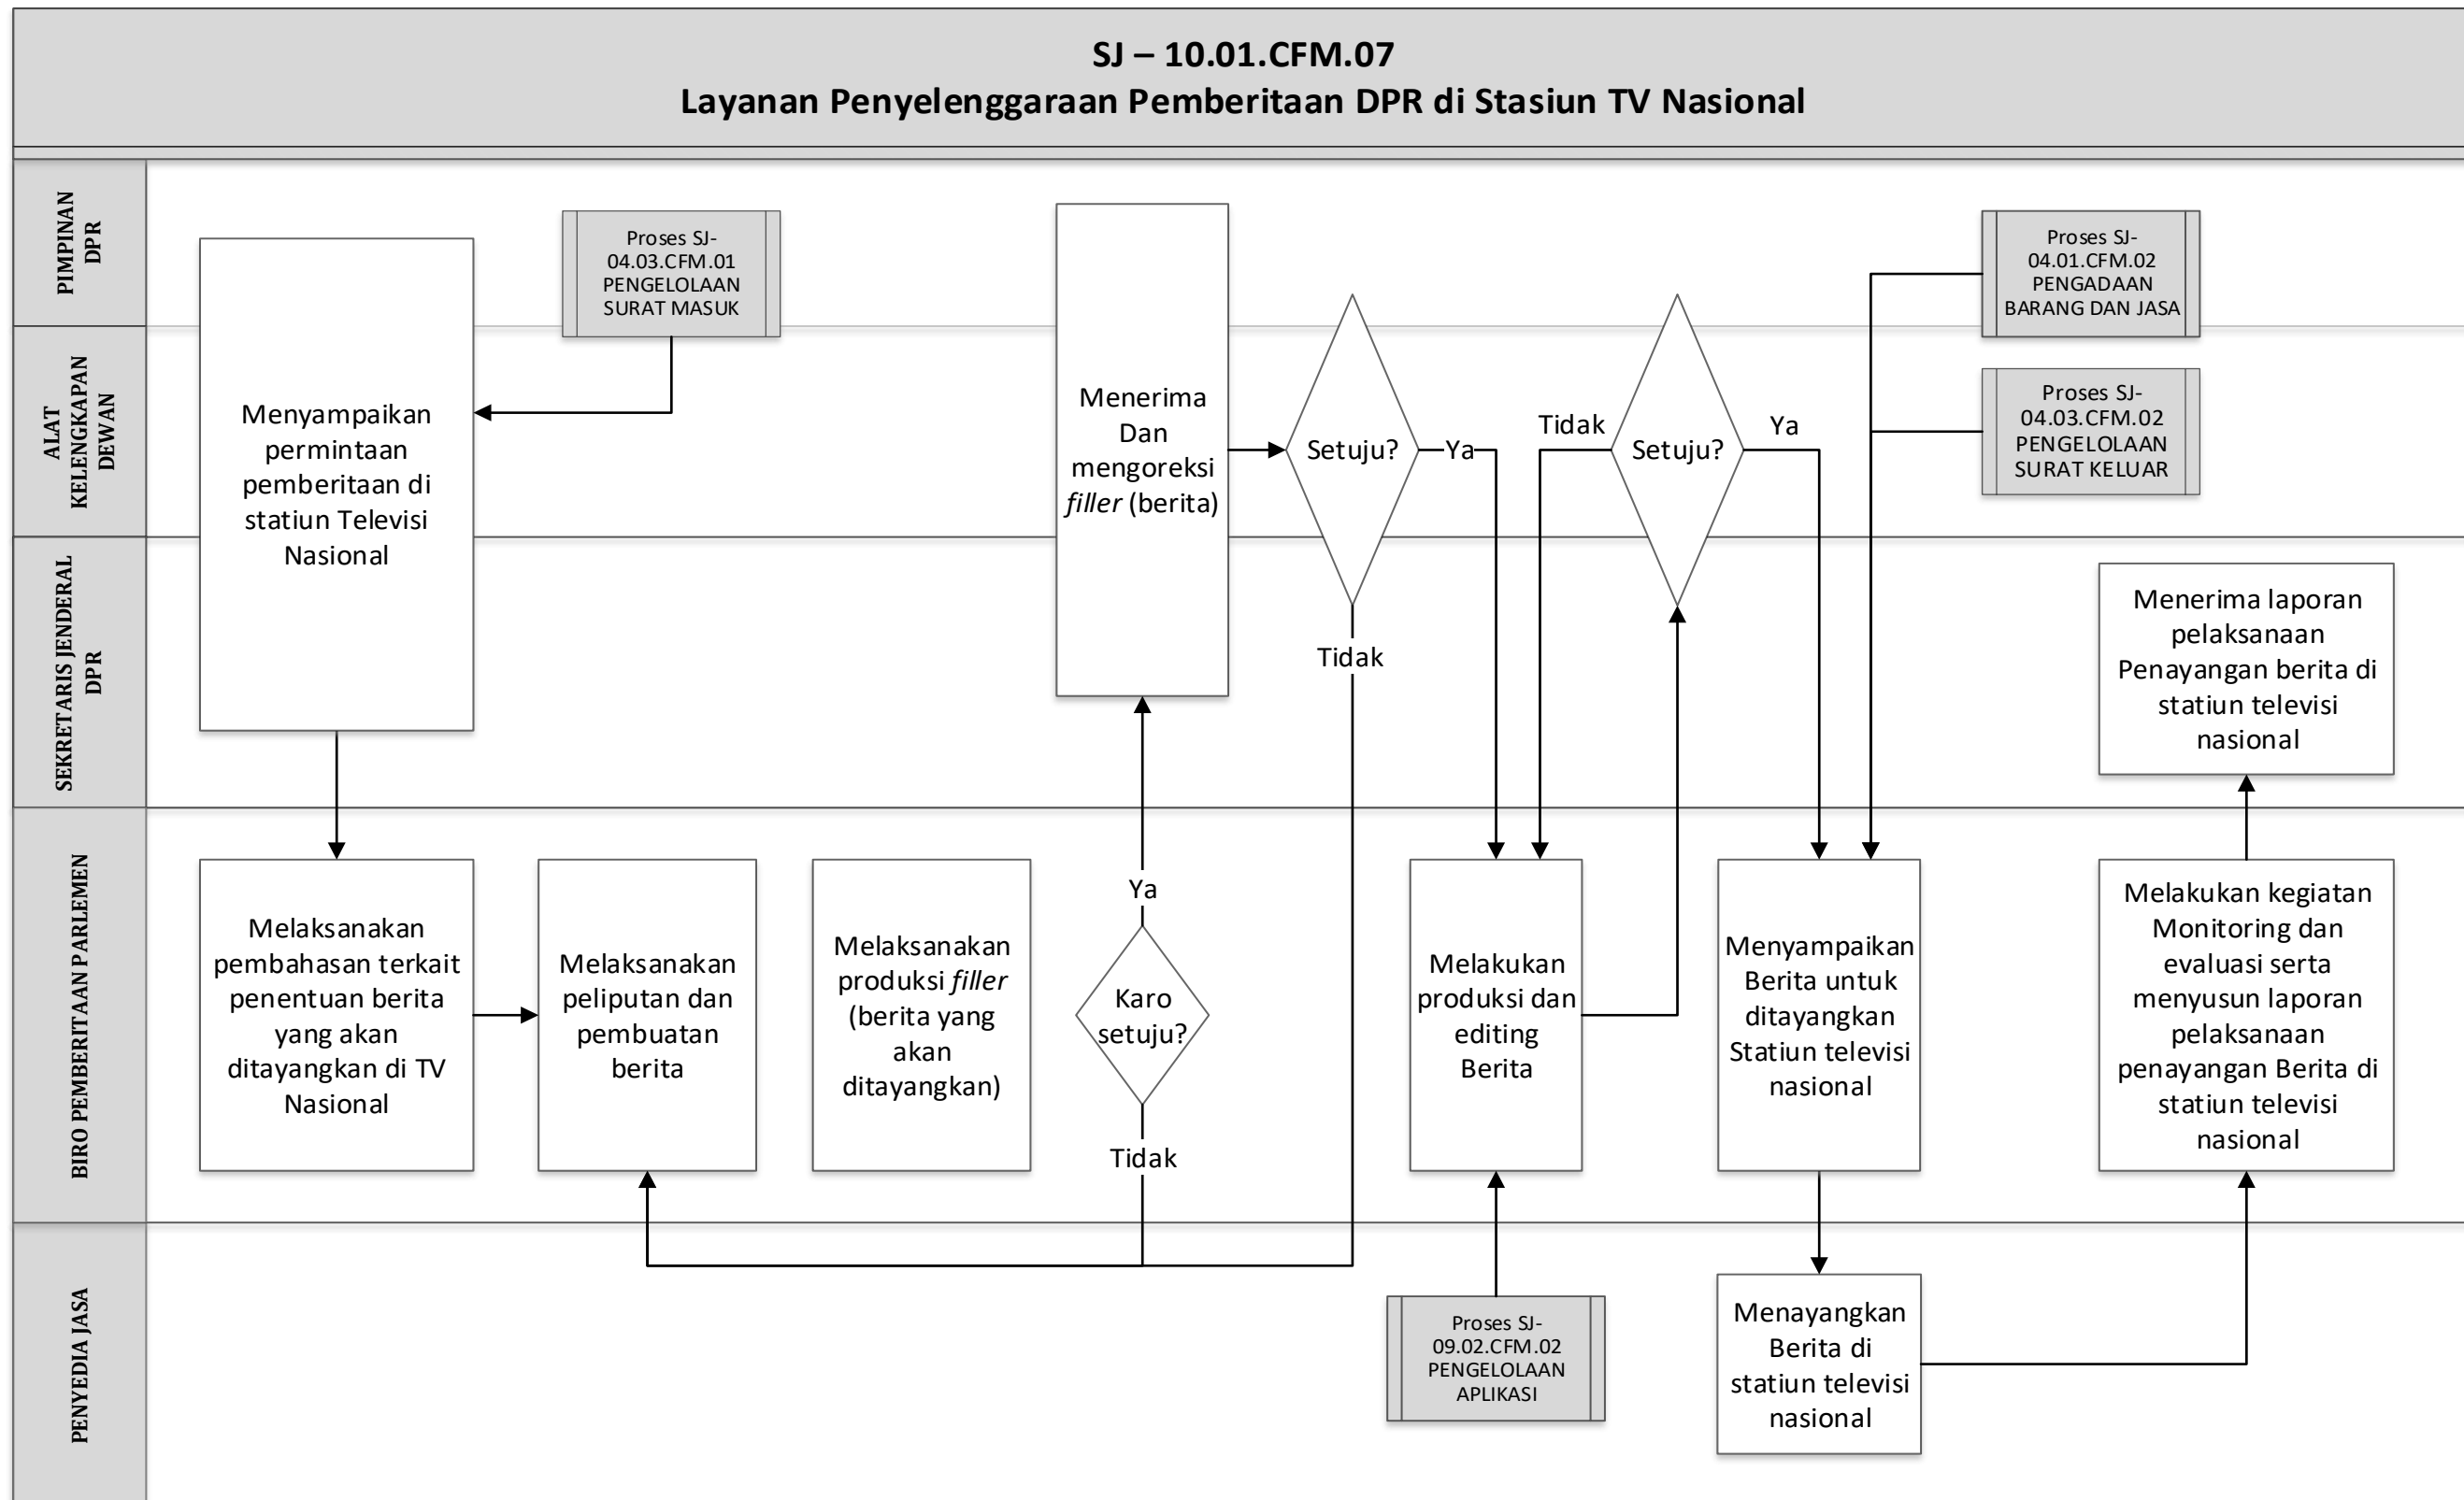 SJ – 10.01.CFM.07
Layanan Penyelenggaraan Pemberitaan DPR di Stasiun TV Nasional
PIMPINAN
DPR
Proses SJ-
04.03.CFM.01
PENGELOLAAN
SURAT MASUK
Proses SJ-
04.01.CFM.02
PENGADAAN
BARANG DAN JASA
ALAT
KELENGKAPAN
DEWAN
Menyampaikan
permintaan
pemberitaan di
statiun Televisi
Nasional
Menerima
Dan
mengoreksi
filler (berita)
Setuju?
Ya
Tidak
Tidak
Setuju?
Ya
Proses SJ-
04.03.CFM.02
PENGELOLAAN
SURAT KELUAR
SEKRETARIS JENDERAL
DPR
Menerima laporan
pelaksanaan
Penayangan berita di
statiun televisi
nasional
BIRO PEMBERITAAN PARLEMEN
Melaksanakan
pembahasan terkait
penentuan berita
yang akan
ditayangkan di TV
Nasional
Melaksanakan
peliputan dan
pembuatan
berita
Melaksanakan
produksi filler
(berita yang
akan
ditayangkan)
Ya
Karo
setuju?
Tidak
Melakukan
produksi dan
editing
Berita
Menyampaikan
Berita untuk
ditayangkan
Statiun televisi
nasional
Melakukan kegiatan
Monitoring dan
evaluasi serta
menyusun laporan
pelaksanaan
penayangan Berita di
statiun televisi
nasional
PENYEDIA JASA
Proses SJ-
09.02.CFM.02
PENGELOLAAN
APLIKASI
Menayangkan
Berita di
statiun televisi
nasional